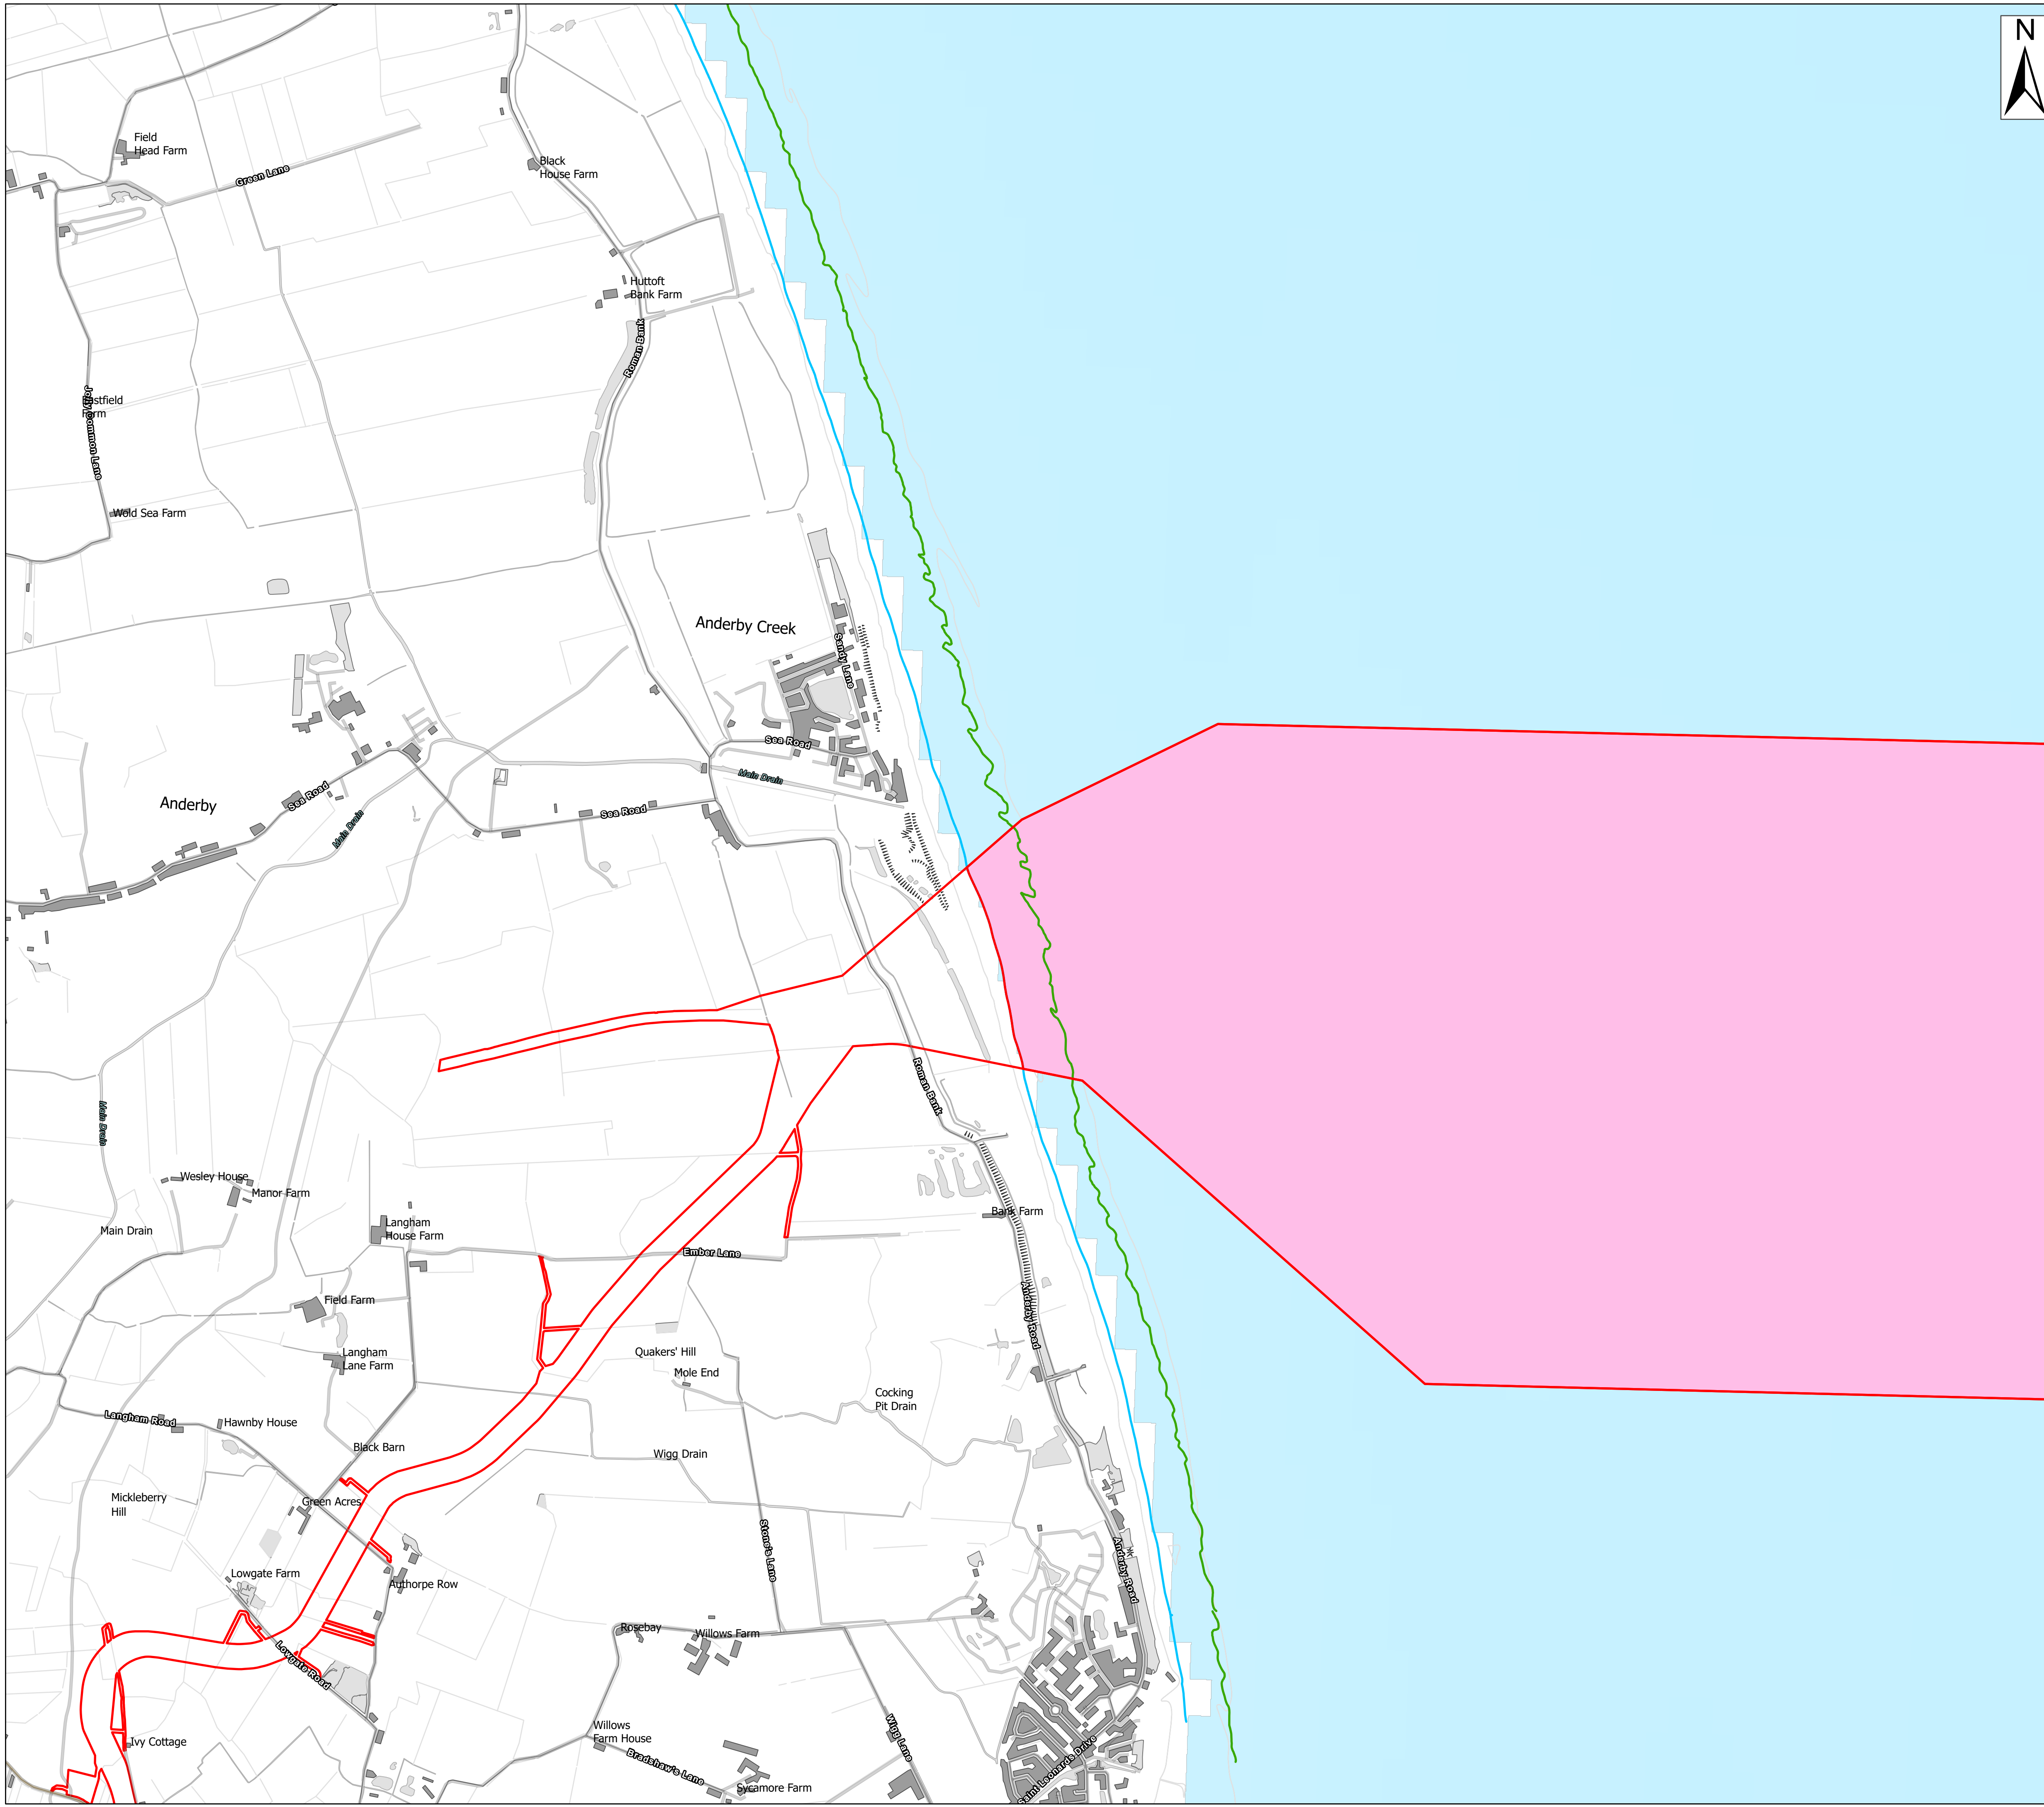 N
Field
Head Farm
Green Lane
Black
House Farm
Huttoft
Bank Farm
Roman Bank
Eastfield
Farm
Wold Sea Farm
Anderby Creek
Sandy Lane
Sea Road
Main Drain
Anderby
Sea Road
Main Drain
Sea Road
Roman Bank
Main Drain
Wesley House
Manor Farm
Main Drain
Langham
House Farm
Bank Farm
Ember Lane
Field Farm
Anderby Road
Langham
Lane Farm
Quakers' Hill
Mole End
Cocking
Pit Drain
Langham Road
Hawnby House
Black Barn
Wigg Drain
Mickleberry
Hill
Green Acres
Stone's Lane
Anderby Road
Lowgate Farm
Authorpe Row
Rosebay
Willows Farm
Lowgate Road
Ivy Cottage
Willows
Farm House
Wigg Lane
Bradshaw's Lane
Saint Leonards Drive
Sycamore Farm